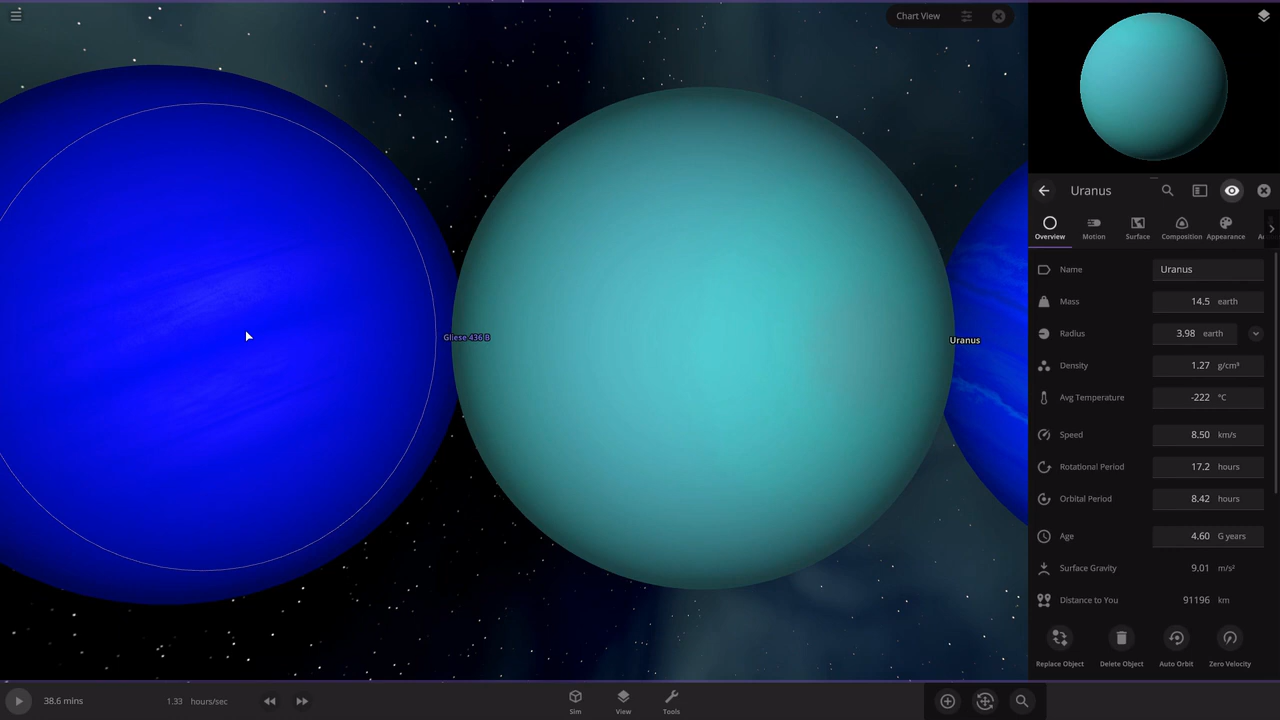 Chart View
Gliese 436 B
Uranus
Uranus
Overview Motion Surface Composition Appearance
Name Uranus
Mass 14.5 earth
Radius 3.98 earth
Density 1.27 g/cm³
Avg Temperature -222 °C
Speed 8.50 km/s
Rotational Period 17.2 hours
Orbital Period 8.42 hours
Age 4.60 G years
Surface Gravity 9.01 m/s²
Distance to You 91196 km
Replace Object Delete Object Auto Orbit Zero Velocity
38.6 mins 1.33 hours/sec Sim View Tools